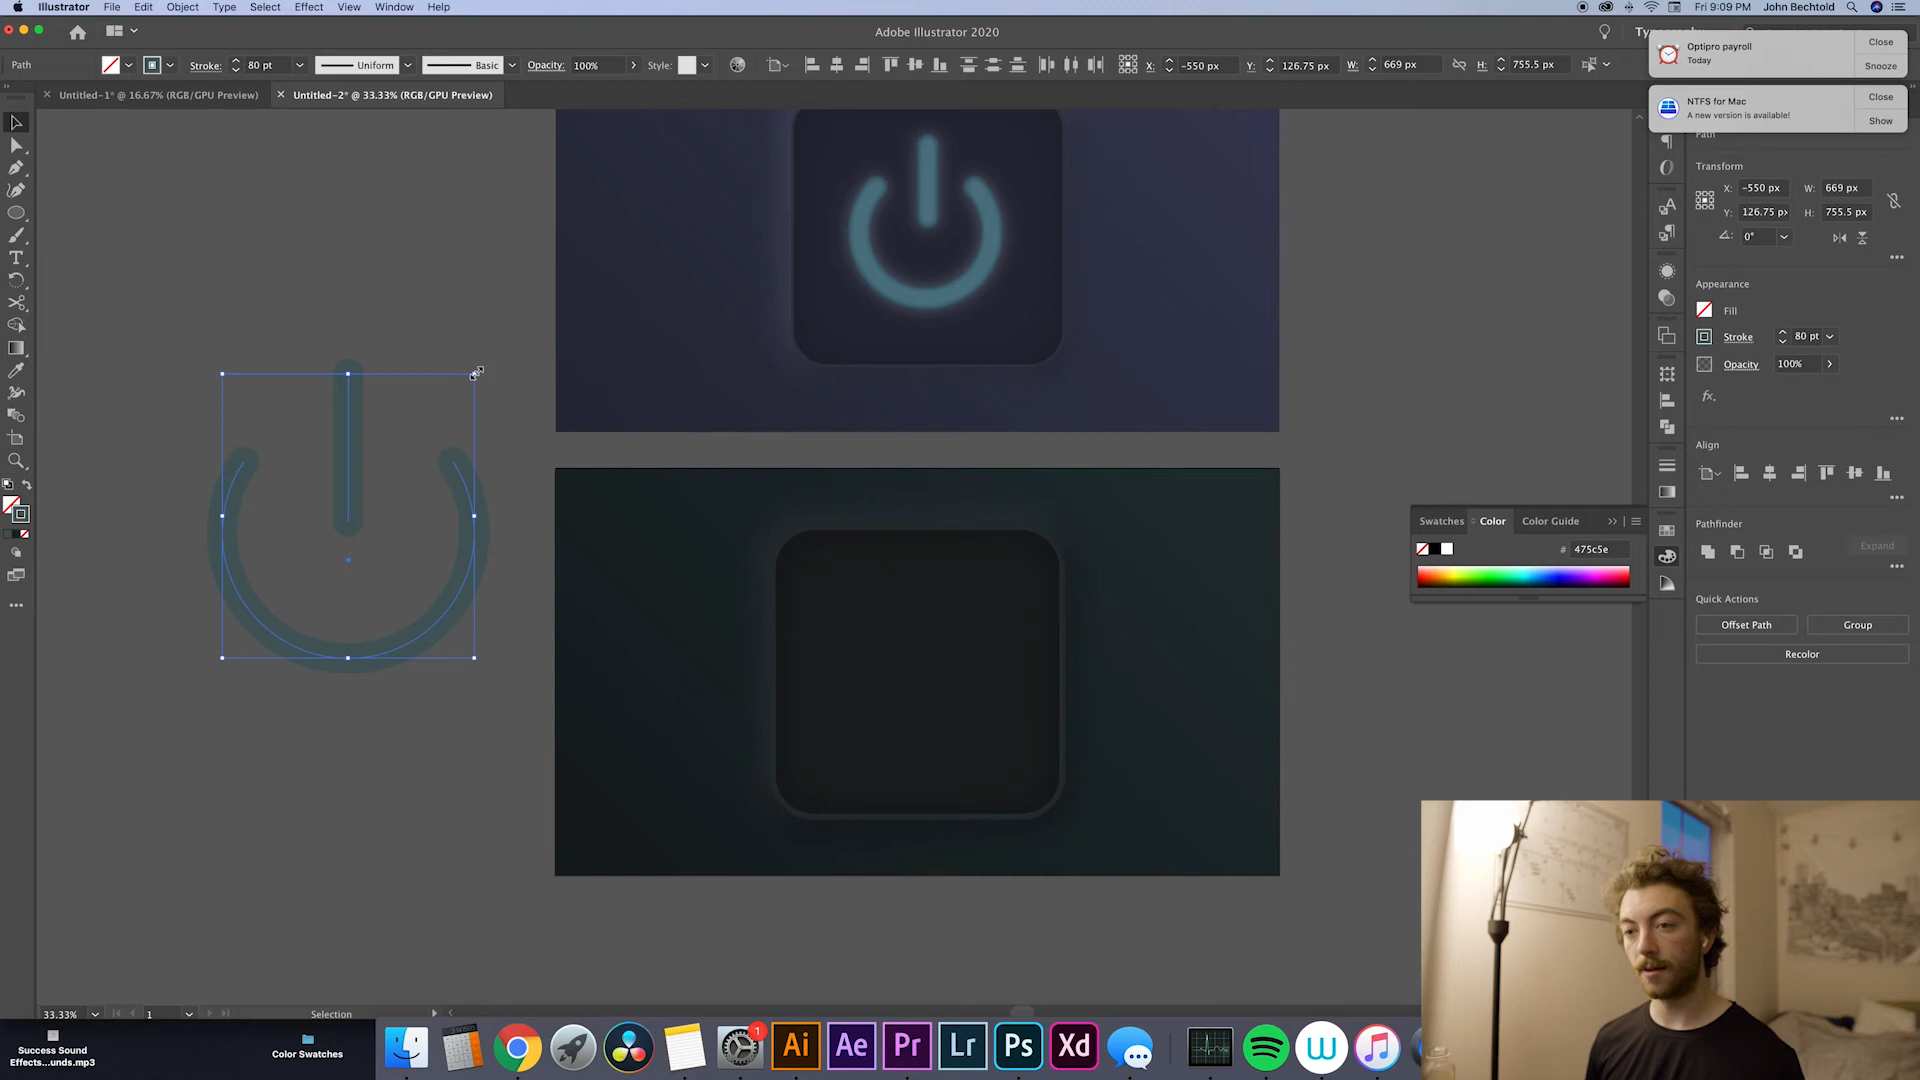 Illustrator File Edit Object Type Select Effect View Window Help
Fri 9:09 PM John Bechtold
Adobe Illustrator 2020
Path Stroke: 80 pt Uniform Basic Opacity: 100% Style: X: -550 px Y: 126.75 px W: 669 px H: 755.5 px
Untitled-1* @ 16.67% (RGB/GPU Preview)
Untitled-2* @ 33.33% (RGB/GPU Preview)
Optipro payroll
Today
Close
Snooze
NTFS for Mac
A new version is available!
Close
Show
Path
Transform
X: -550 px W: 669 px
Y: 126.75 px H: 755.5 px
0°
Appearance
Fill
Stroke 80 pt
Opacity 100%
fx.
Align
Pathfinder
Expand
Quick Actions
Offset Path Group
Recolor
Swatches Color Color Guide
# 475c5e
33.33% 1 Selection
Success Sound
Effects...unds.mp3
Color Swatches
1
Ai Ae Pr Lr Ps Xd